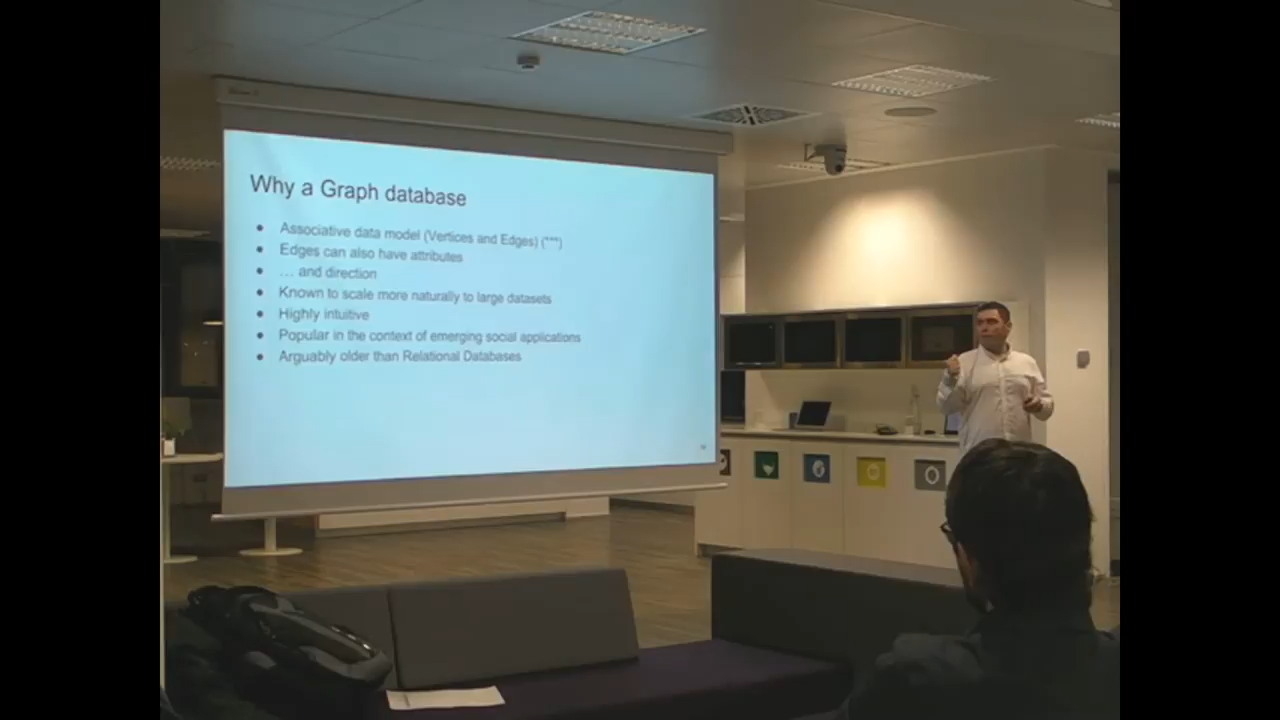 Why a Graph database
● Associative data model (Vertices and Edges) (***)
● Edges can also have attributes
● … and direction
● Known to scale more naturally to large datasets
● Highly intuitive
● Popular in the context of emerging social applications
● Arguably older than Relational Databases